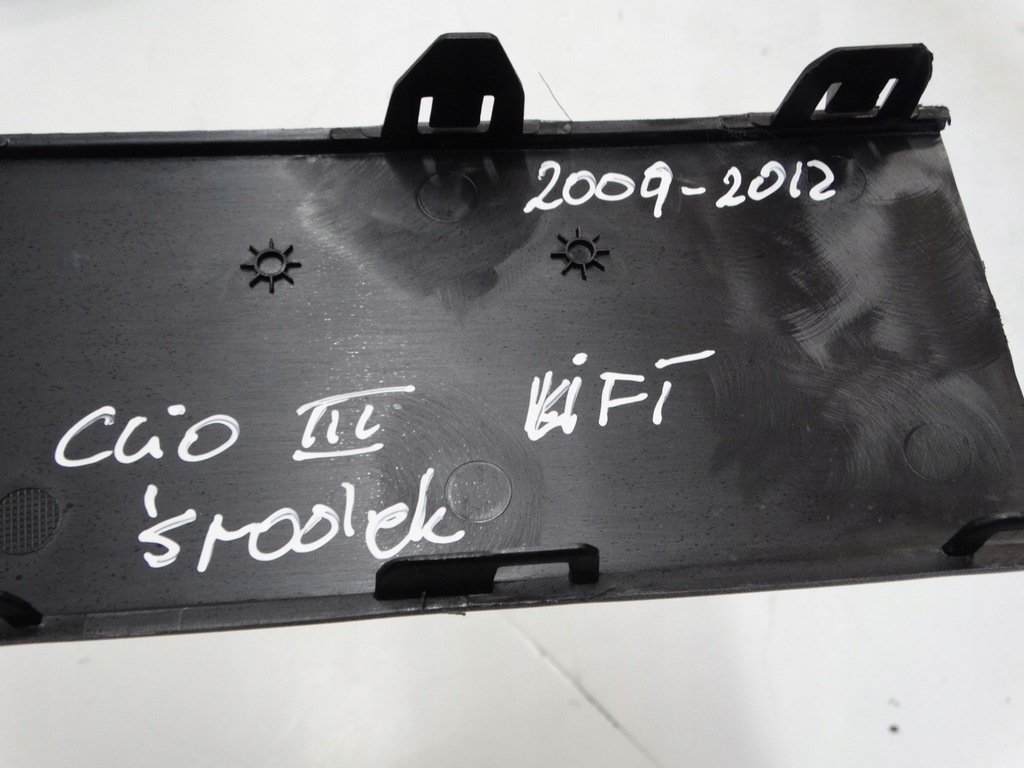 2009-2012
Clio III LiFT
środek